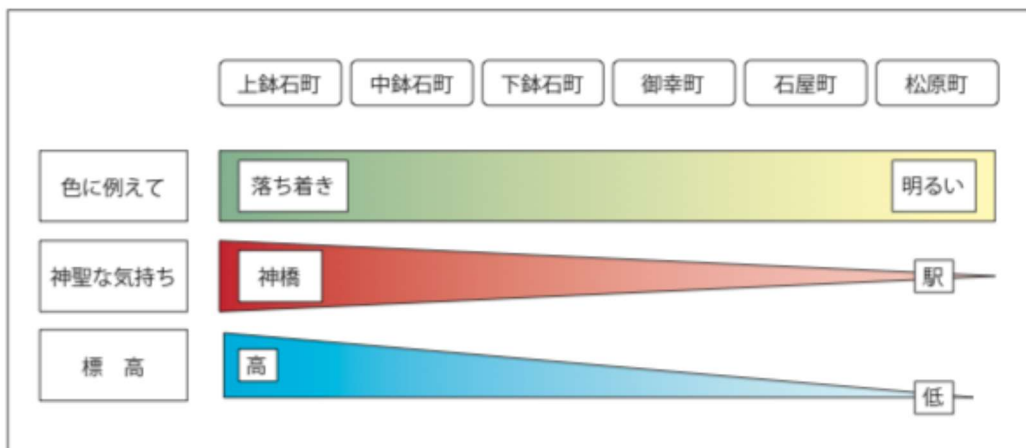 上鉢石町 中鉢石町 下鉢石町 御幸町 石屋町 松原町
色に例えて 落ち着き 明るい
神聖な気持ち 神橋 駅
標　高 高 低